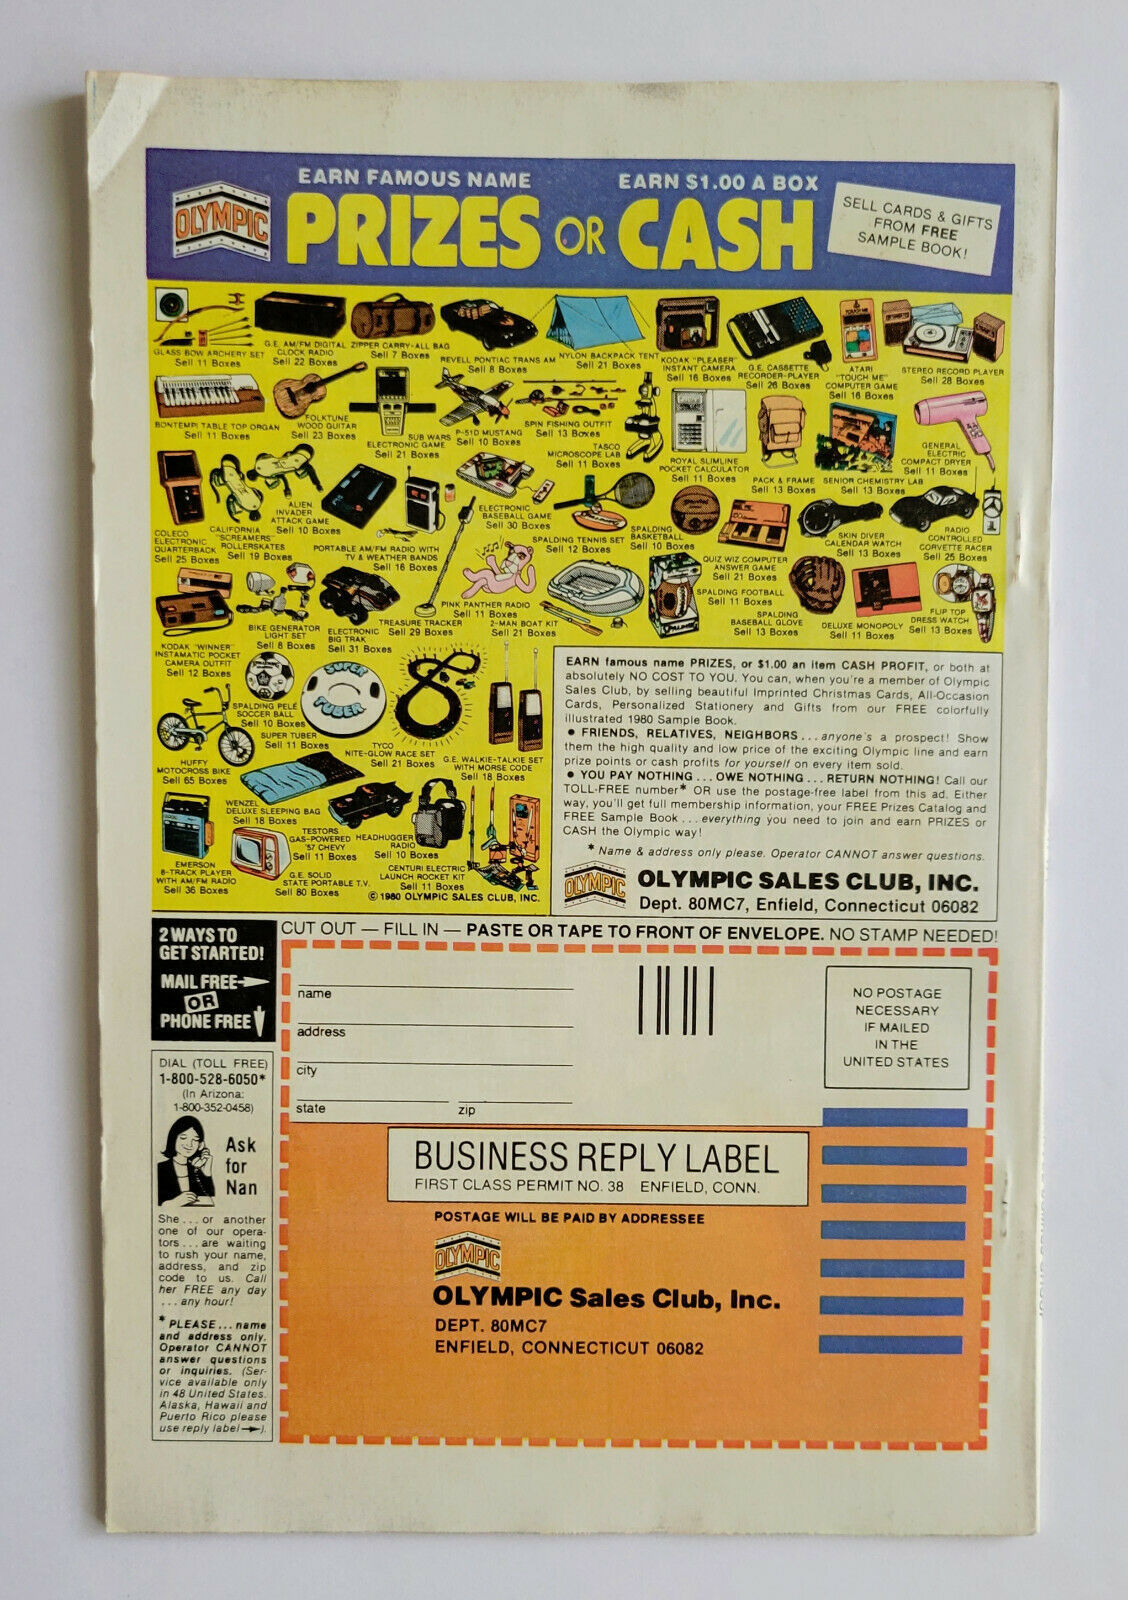 EARN FAMOUS NAME
EARN $1.00 A BOX
OLYMPIC
PRIZES OR CASH
SELL CARDS & GIFTS
FROM FREE
SAMPLE BOOK!
GLASS BOW ARCHERY SET
Sell 11 Boxes
G.E. AM/FM DIGITAL
CLOCK RADIO
Sell 22 Boxes
ZIPPER CARRY-ALL BAG
Sell 7 Boxes
REVELL PONTIAC TRANS AM
Sell 8 Boxes
NYLON BACKPACK TENT
Sell 21 Boxes
KODAK "PLEASER"
INSTANT CAMERA
Sell 16 Boxes
G.E. CASSETTE
RECORDER-PLAYER
Sell 26 Boxes
ATARI
"TOUCH ME"
COMPUTER GAME
Sell 16 Boxes
STEREO RECORD PLAYER
Sell 28 Boxes
BONTEMPI TABLE TOP ORGAN
Sell 11 Boxes
FOLKTUNE
WOOD GUITAR
Sell 23 Boxes
SUB WARS
ELECTRONIC GAME
Sell 21 Boxes
P-51D MUSTANG
Sell 10 Boxes
SPIN FISHING OUTFIT
Sell 13 Boxes
TASCO
MICROSCOPE LAB
Sell 11 Boxes
ROYAL SLIMLINE
POCKET CALCULATOR
Sell 11 Boxes
PACK & FRAME
Sell 13 Boxes
SENIOR CHEMISTRY LAB
Sell 13 Boxes
GENERAL
ELECTRIC
COMPACT DRYER
Sell 11 Boxes
COLECO
ELECTRONIC
QUARTERBACK
Sell 25 Boxes
CALIFORNIA
"SCREAMERS"
ROLLERSKATES
Sell 19 Boxes
ALIEN
INVADER
ATTACK GAME
Sell 10 Boxes
PORTABLE AM/FM RADIO WITH
TV & WEATHER BANDS
Sell 16 Boxes
ELECTRONIC
BASEBALL GAME
Sell 30 Boxes
SPALDING TENNIS SET
Sell 12 Boxes
SPALDING
BASKETBALL
Sell 10 Boxes
QUIZ WIZ COMPUTER
ANSWER GAME
Sell 21 Boxes
SKIN DIVER
CALENDAR WATCH
Sell 13 Boxes
RADIO
CONTROLLED
CORVETTE RACER
Sell 25 Boxes
KODAK "WINNER"
INSTAMATIC POCKET
CAMERA OUTFIT
Sell 12 Boxes
BIKE GENERATOR
LIGHT SET
Sell 8 Boxes
ELECTRONIC
BIG TRAK
Sell 31 Boxes
TREASURE TRACKER
Sell 29 Boxes
PINK PANTHER RADIO
Sell 11 Boxes
2-MAN BOAT KIT
Sell 21 Boxes
SPALDING FOOTBALL
Sell 11 Boxes
SPALDING
BASEBALL GLOVE
Sell 13 Boxes
DELUXE MONOPOLY
Sell 11 Boxes
FLIP TOP
DRESS WATCH
Sell 13 Boxes
SPALDING PELÉ
SOCCER BALL
Sell 10 Boxes
SUPER
TUBER
SUPER TUBER
Sell 11 Boxes
TYCO
NITE-GLOW RACE SET
Sell 21 Boxes
G.E. WALKIE-TALKIE SET
WITH MORSE CODE
Sell 18 Boxes
HUFFY
MOTOCROSS BIKE
Sell 65 Boxes
WENZEL
DELUXE SLEEPING BAG
Sell 18 Boxes
EMERSON
8-TRACK PLAYER
WITH AM/FM RADIO
Sell 36 Boxes
G.E. SOLID
STATE PORTABLE T.V.
Sell 80 Boxes
TESTORS
GAS-POWERED
'57 CHEVY
Sell 11 Boxes
HEADHUGGER
RADIO
Sell 10 Boxes
CENTURI ELECTRIC
LAUNCH ROCKET KIT
Sell 11 Boxes
© 1980 OLYMPIC SALES CLUB, INC.
EARN famous name PRIZES, or $1.00 an item CASH PROFIT, or both at
absolutely NO COST TO YOU. You can, when you're a member of Olympic
Sales Club, by selling beautiful Imprinted Christmas Cards, All-Occasion
Cards, Personalized Stationery and Gifts from our FREE colorfully
illustrated 1980 Sample Book.
• FRIENDS, RELATIVES, NEIGHBORS...anyone's a prospect! Show
them the high quality and low price of the exciting Olympic line and earn
prize points or cash profits for yourself on every item sold.
• YOU PAY NOTHING...OWE NOTHING...RETURN NOTHING! Call our
TOLL-FREE number* OR use the postage-free label from this ad. Either
way, you'll get full membership information, your FREE Prizes Catalog and
FREE Sample Book...everything you need to join and earn PRIZES or
CASH the Olympic way!
* Name & address only please. Operator CANNOT answer questions.
OLYMPIC
OLYMPIC SALES CLUB, INC.
Dept. 80MC7, Enfield, Connecticut 06082
2 WAYS TO
GET STARTED!
MAIL FREE
OR
PHONE FREE
CUT OUT — FILL IN — PASTE OR TAPE TO FRONT OF ENVELOPE. NO STAMP NEEDED!
name
address
city
state zip
NO POSTAGE
NECESSARY
IF MAILED
IN THE
UNITED STATES
DIAL (TOLL FREE)
1-800-528-6050*
(In Arizona:
1-800-352-0458)
Ask
for
Nan
She...or another
one of our opera-
tors...are waiting
to rush your name,
address, and zip
code to us. Call
her FREE any day
...any hour!
* PLEASE...name
and address only.
Operator CANNOT
answer questions
or inquiries. (Ser-
vice available only
in 48 United States.
Alaska, Hawaii and
Puerto Rico please
use reply label →).
BUSINESS REPLY LABEL
FIRST CLASS PERMIT NO. 38 ENFIELD, CONN.
POSTAGE WILL BE PAID BY ADDRESSEE
OLYMPIC
OLYMPIC Sales Club, Inc.
DEPT. 80MC7
ENFIELD, CONNECTICUT 06082